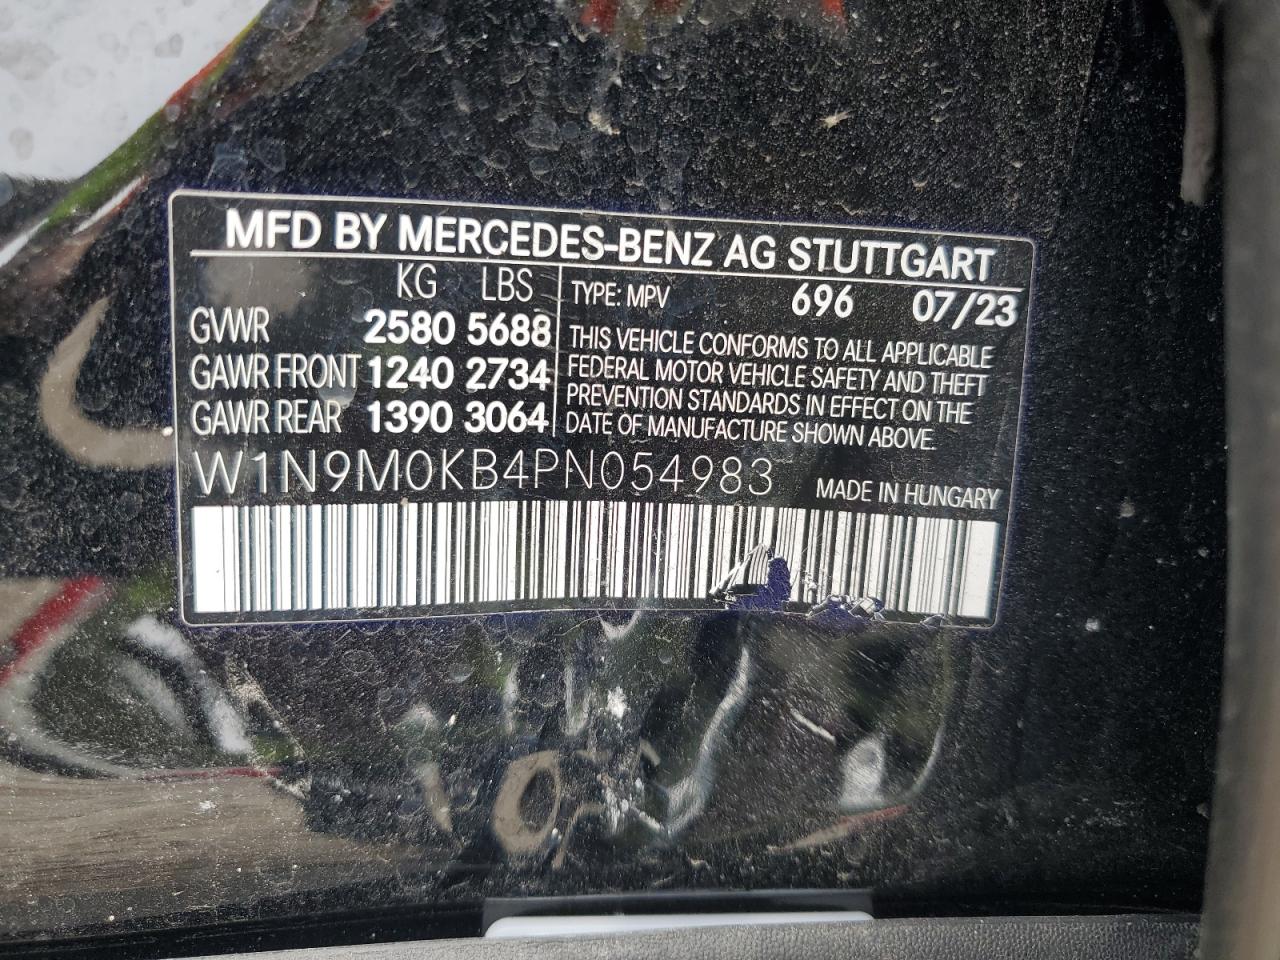 MFD BY MERCEDES-BENZ AG STUTTGART
KG LBS
GVWR 2580 5688
GAWR FRONT 1240 2734
GAWR REAR 1390 3064
TYPE: MPV 696 07/23
THIS VEHICLE CONFORMS TO ALL APPLICABLE
FEDERAL MOTOR VEHICLE SAFETY AND THEFT
PREVENTION STANDARDS IN EFFECT ON THE
DATE OF MANUFACTURE SHOWN ABOVE.
W1N9M0KB4PN054983
MADE IN HUNGARY